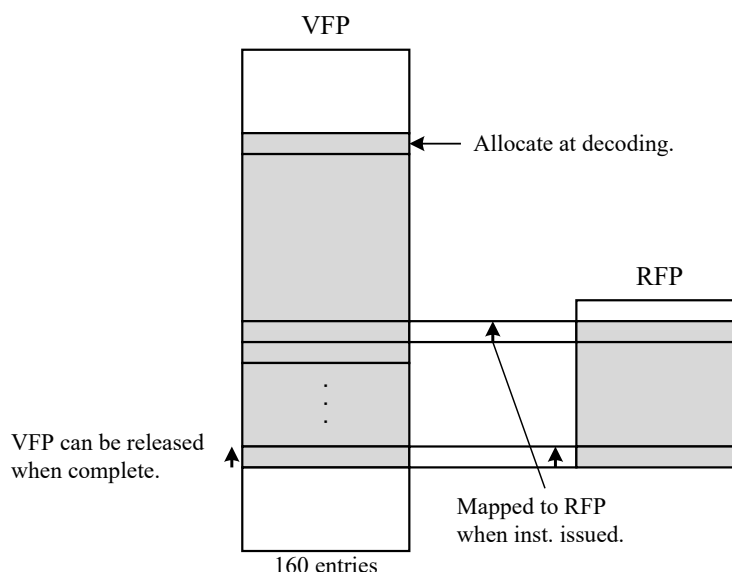 VFP
Allocate at decoding.
RFP
.
.
.
VFP can be released
when complete.
Mapped to RFP
when inst. issued.
160 entries